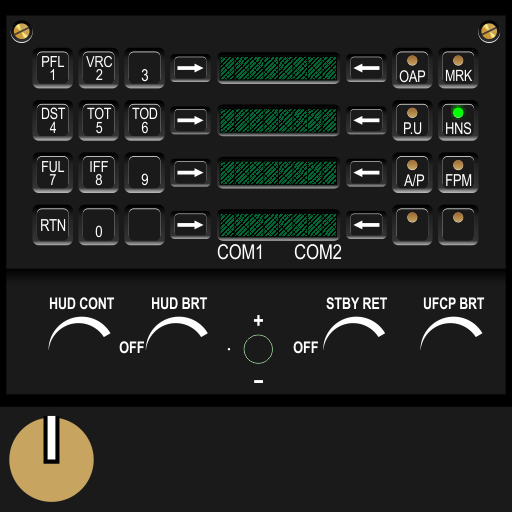 PFL 1 VRC 2 3 OAP MRK
DST 4 TOT 5 TOD 6 P.U HNS
FUL 7 IFF 8 9 A/P FPM
RTN 0
COM1 COM2
HUD CONT HUD BRT STBY RET UFCP BRT
+
OFF OFF
-